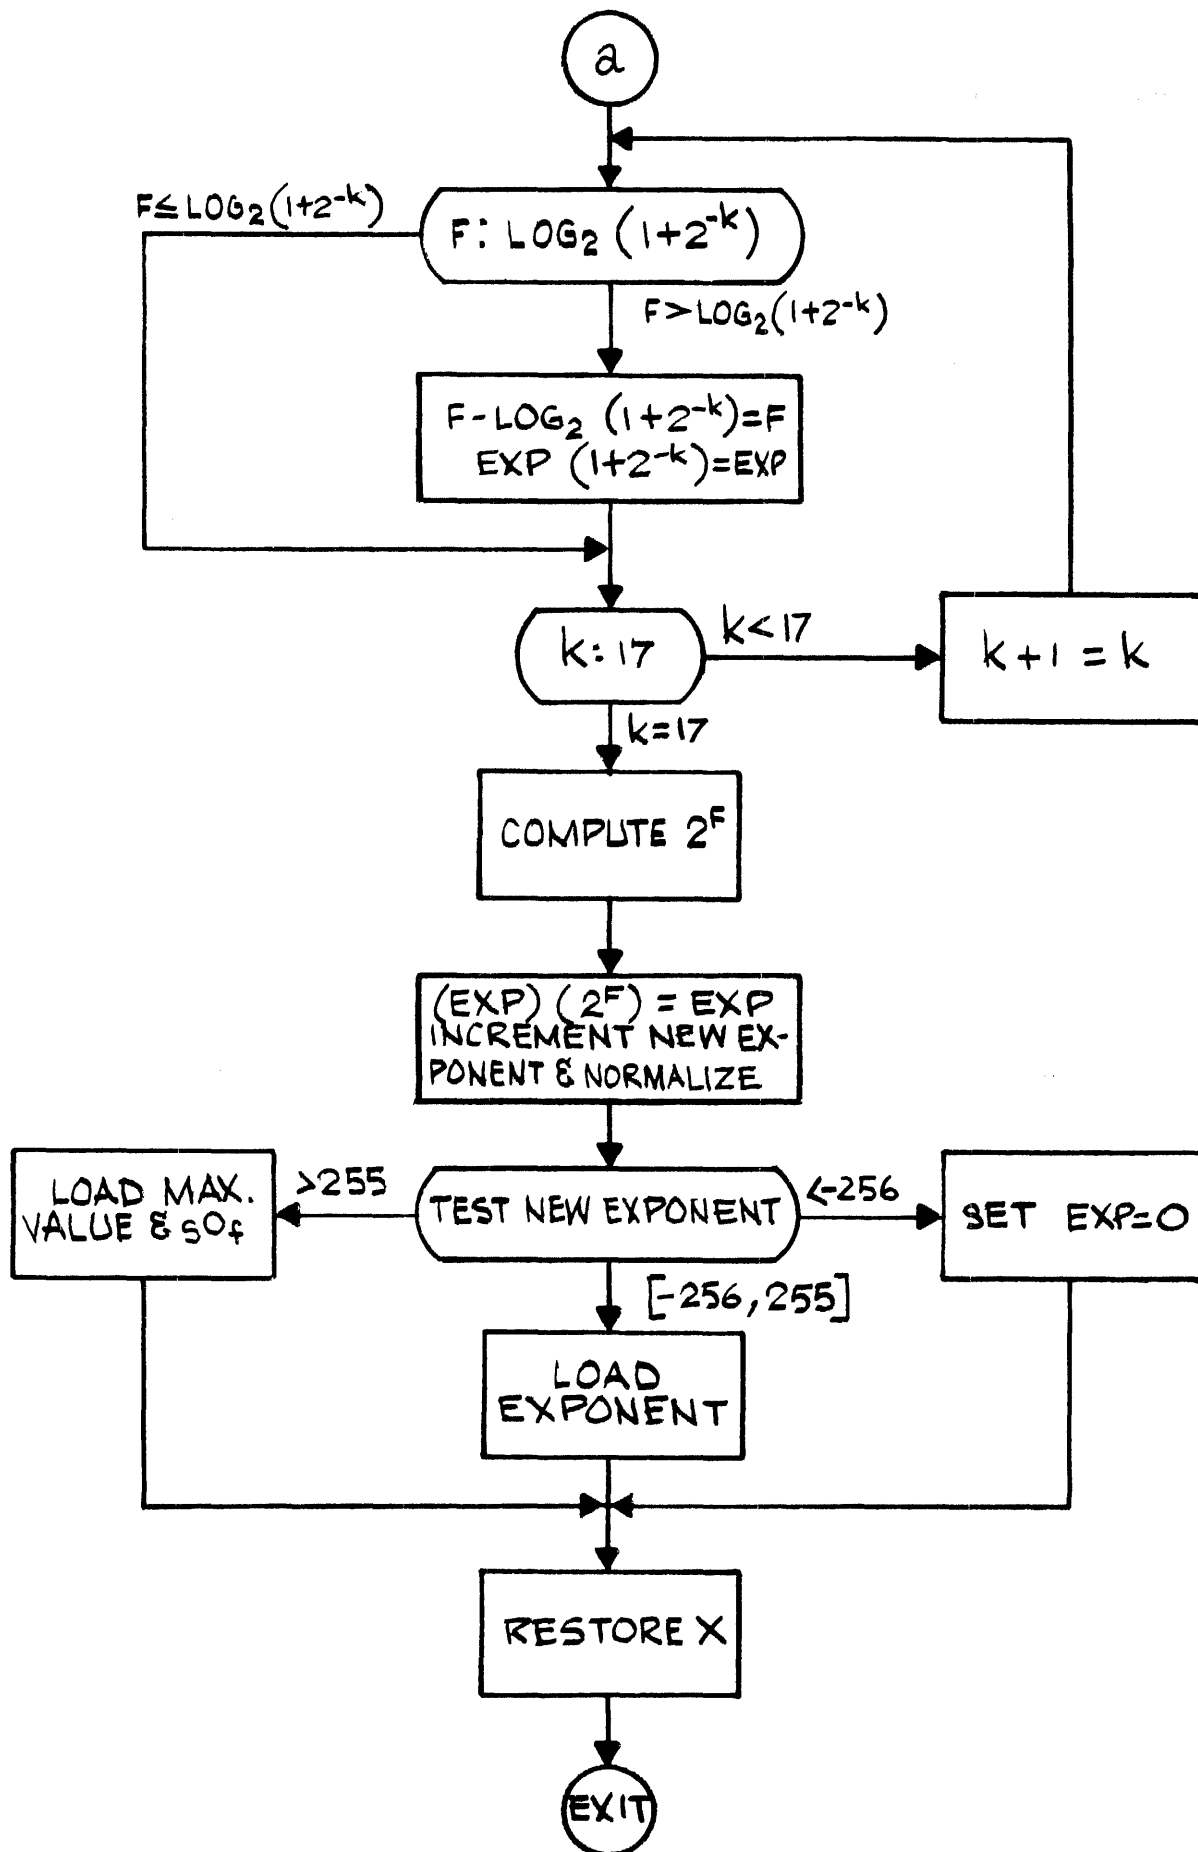 a
F≤LOG₂(1+2⁻ᵏ)
F: LOG₂ (1+2⁻ᵏ)
F>LOG₂(1+2⁻ᵏ)
F-LOG₂ (1+2⁻ᵏ)=F
EXP (1+2⁻ᵏ)=EXP
k:17
k<17
k+1=k
k=17
COMPUTE 2ᶠ
(EXP) (2ᶠ) = EXP
INCREMENT NEW EX-
PONENT & NORMALIZE
LOAD MAX.
VALUE & sOf
>255
TEST NEW EXPONENT
<-256
SET EXP=0
[-256, 255]
LOAD
EXPONENT
RESTORE X
EXIT